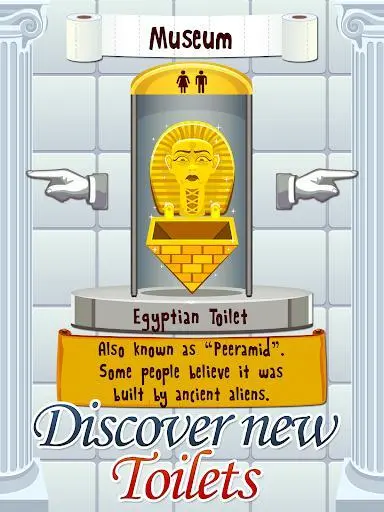 Museum
Egyptian Toilet
Also known as "Peeramid".
Some people believe it was
built by ancient aliens.
Discover new
Toilets